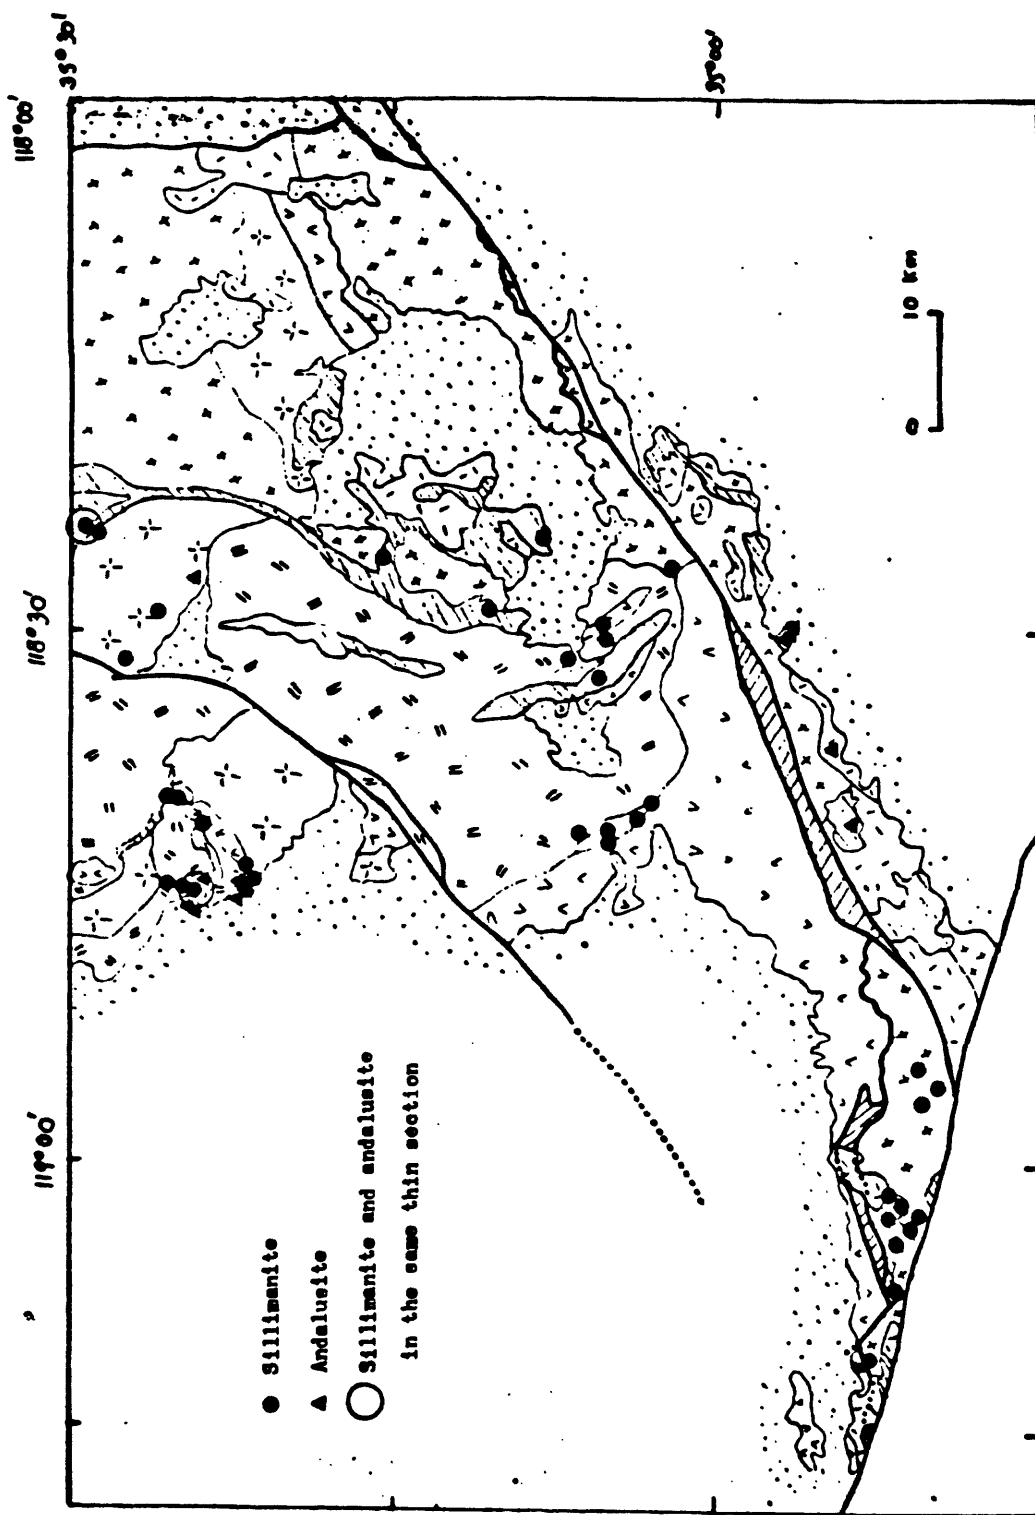 119°00'
118°30'
118°00'
35°30'
35°00'
Sillimanite
Andalusite
Sillimanite and andalusite
in the same thin section
0 10 km